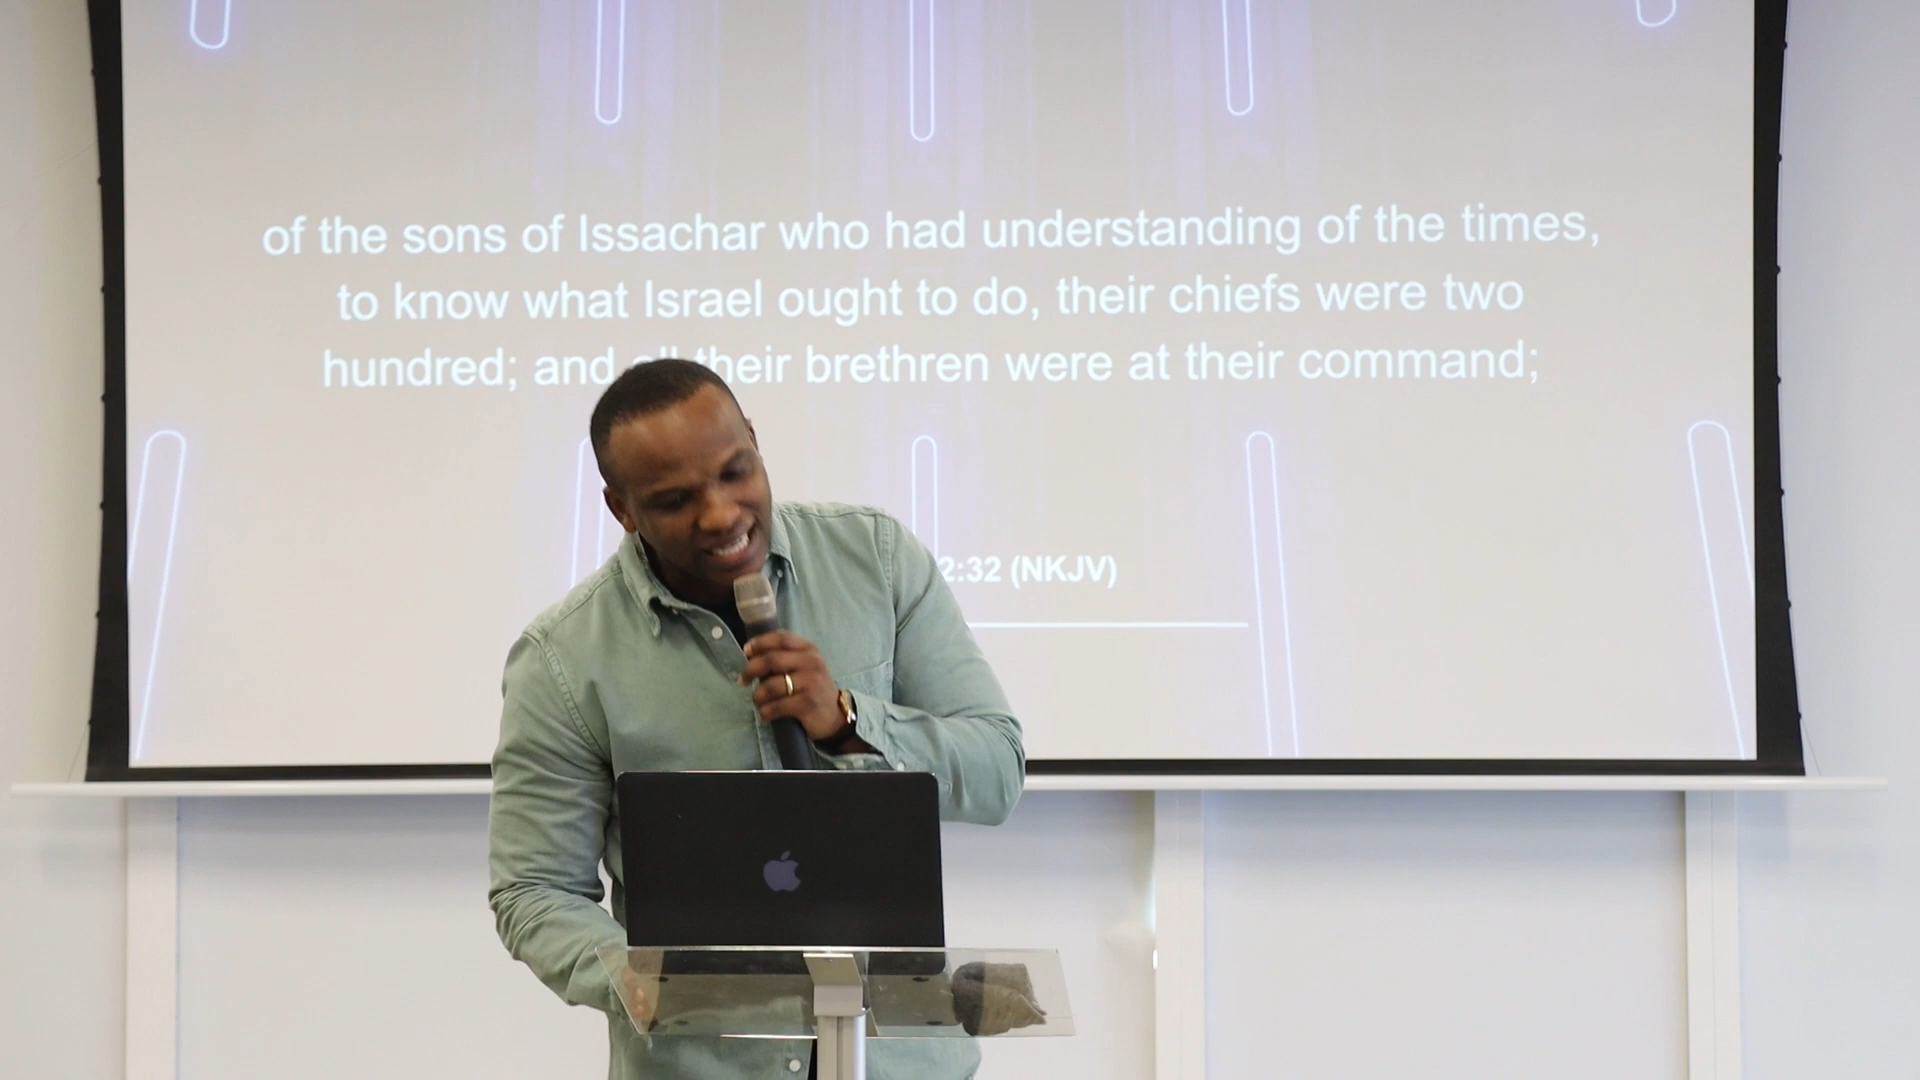 of the sons of Issachar who had understanding of the times,
to know what Israel ought to do, their chiefs were two
hundred; and all their brethren were at their command;
2:32 (NKJV)